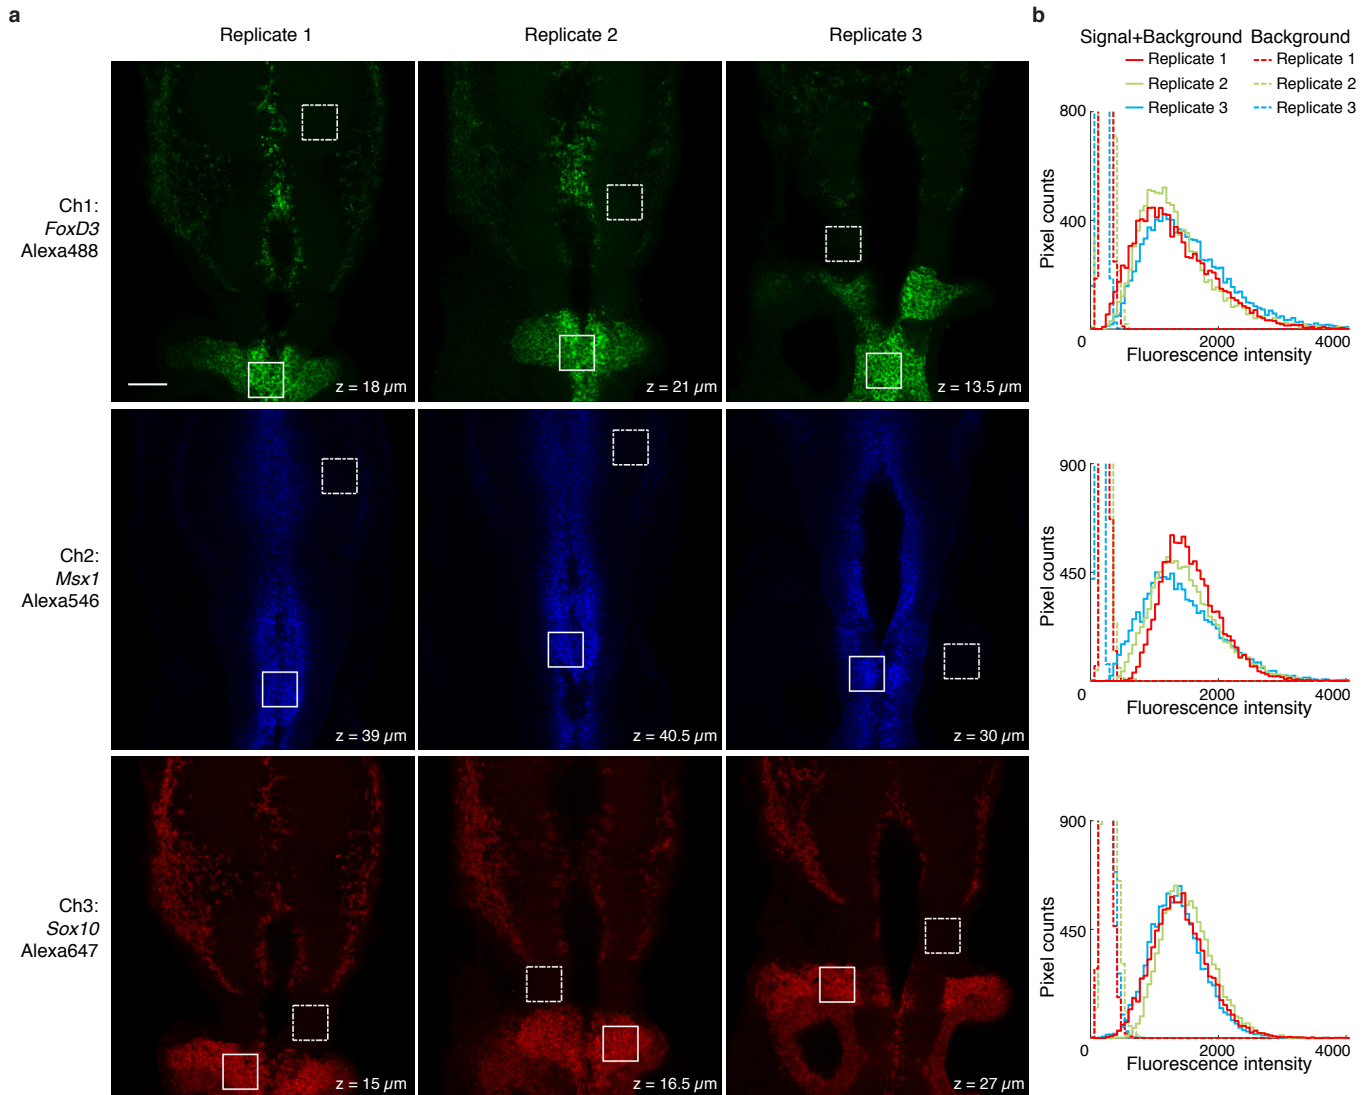 a
Replicate 1
Replicate 2
Replicate 3
b
Signal+Background Background
Replicate 1 Replicate 1
Replicate 2 Replicate 2
Replicate 3 Replicate 3
Ch1:
FoxD3
Alexa488
z = 18 µm
z = 21 µm
z = 13.5 µm
800
400
Pixel counts
0 2000 4000
Fluorescence intensity
Ch2:
Msx1
Alexa546
z = 39 µm
z = 40.5 µm
z = 30 µm
900
450
Pixel counts
0 2000 4000
Fluorescence intensity
Ch3:
Sox10
Alexa647
z = 15 µm
z = 16.5 µm
z = 27 µm
900
450
Pixel counts
0 2000 4000
Fluorescence intensity